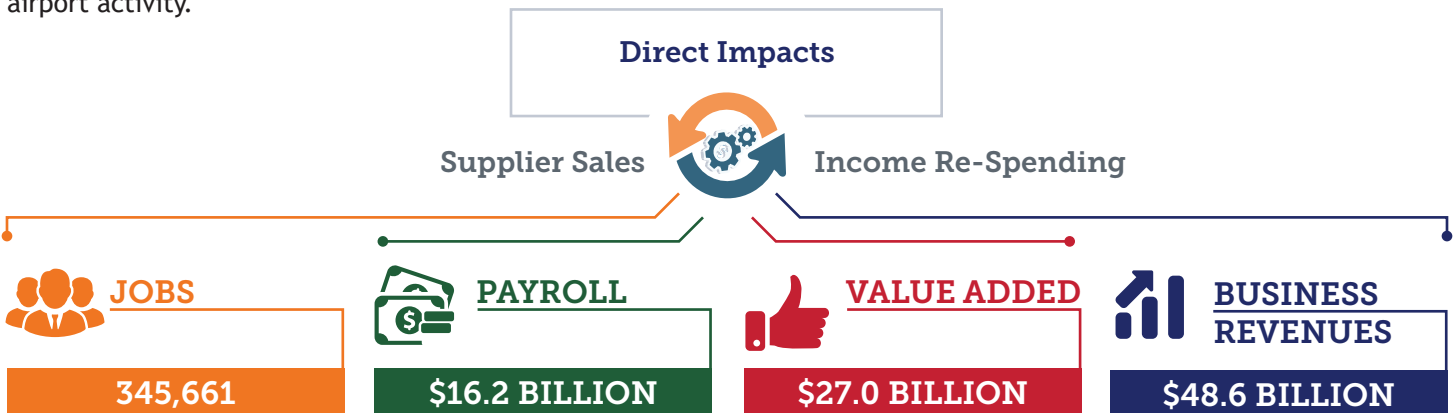 airport activity.
Direct Impacts
Supplier Sales
Income Re-Spending
JOBS
345,661
PAYROLL
$
$16.2 BILLION
VALUE ADDED
$27.0 BILLION
BUSINESS
REVENUES
$48.6 BILLION